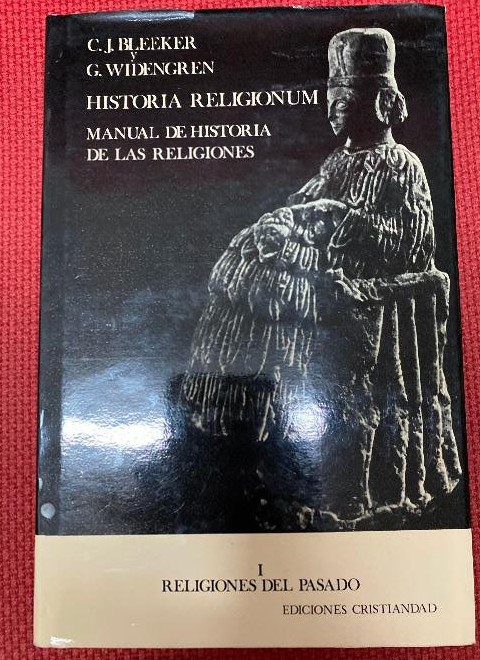 C. J. BLEEKER
y
G. WIDENGREN
HISTORIA RELIGIONUM
MANUAL DE HISTORIA
DE LAS RELIGIONES
I
RELIGIONES DEL PASADO
EDICIONES CRISTIANDAD